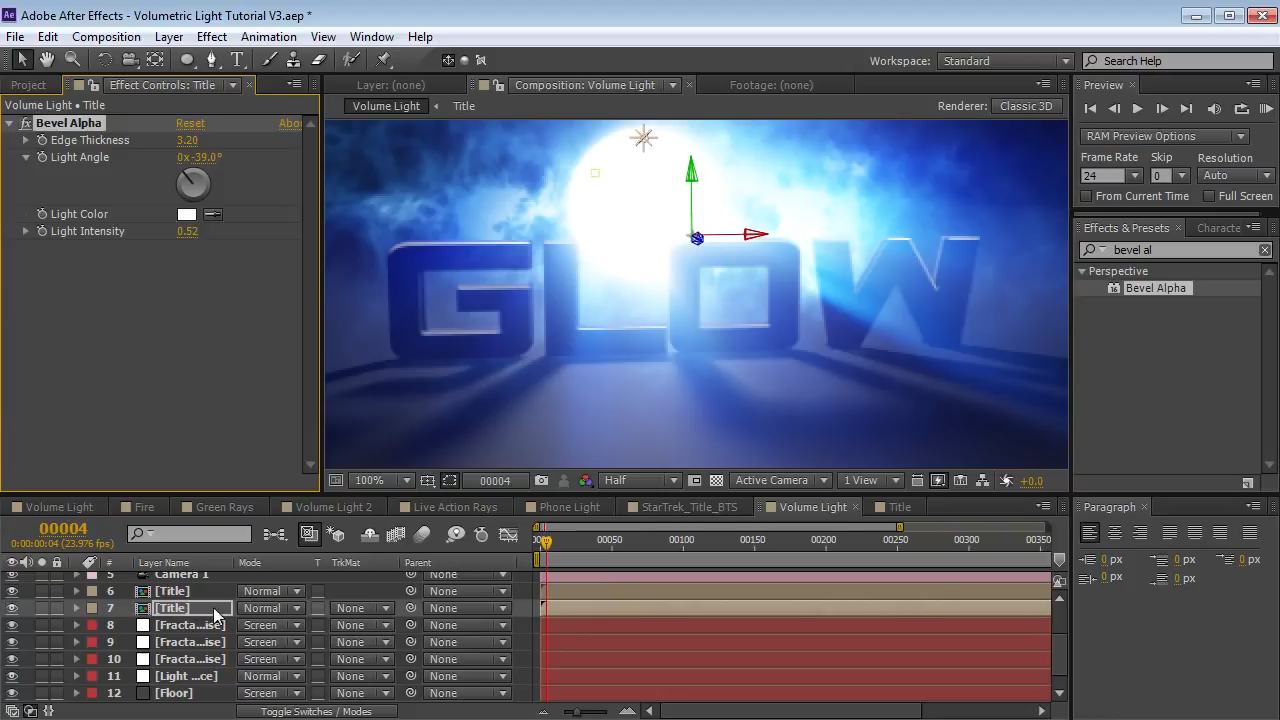 Adobe After Effects - Volumetric Light Tutorial V3.aep *
File Edit Composition Layer Effect Animation View Window Help
Workspace: Standard Search Help
Project Effect Controls: Title
Volume Light • Title
Bevel Alpha Reset Abo
Edge Thickness 3.20
Light Angle 0x-39.0°
Light Color
Light Intensity 0.52
Layer: (none) Composition: Volume Light Footage: (none)
Volume Light Title Renderer: Classic 3D
GLOW
100% 00004 Half Active Camera 1 View +0.0
Preview
RAM Preview Options
Frame Rate Skip Resolution
24 1 Auto
From Current Time Full Screen
Effects & Presets Characte
bevel al
Perspective
Bevel Alpha
Volume Light Fire Green Rays Volume Light 2 Live Action Rays Phone Light StarTrek_Title_BTS Volume Light Title
00004
0:00:00:04 (23.976 fps)
00050 00100 00150 00200 00250 00300 00350
# Layer Name Mode T TrkMat Parent
5 Camera 1 None
6 [Title] Normal None
7 [Title] Normal None None
8 [Fracta...ise] Screen None None
9 [Fracta...ise] Screen None None
10 [Fracta...ise] Screen None None
11 [Light ...ce] Normal None None
12 [Floor] Screen None None
Toggle Switches / Modes
Paragraph
0 px 0 px 0 px
0 px 0 px